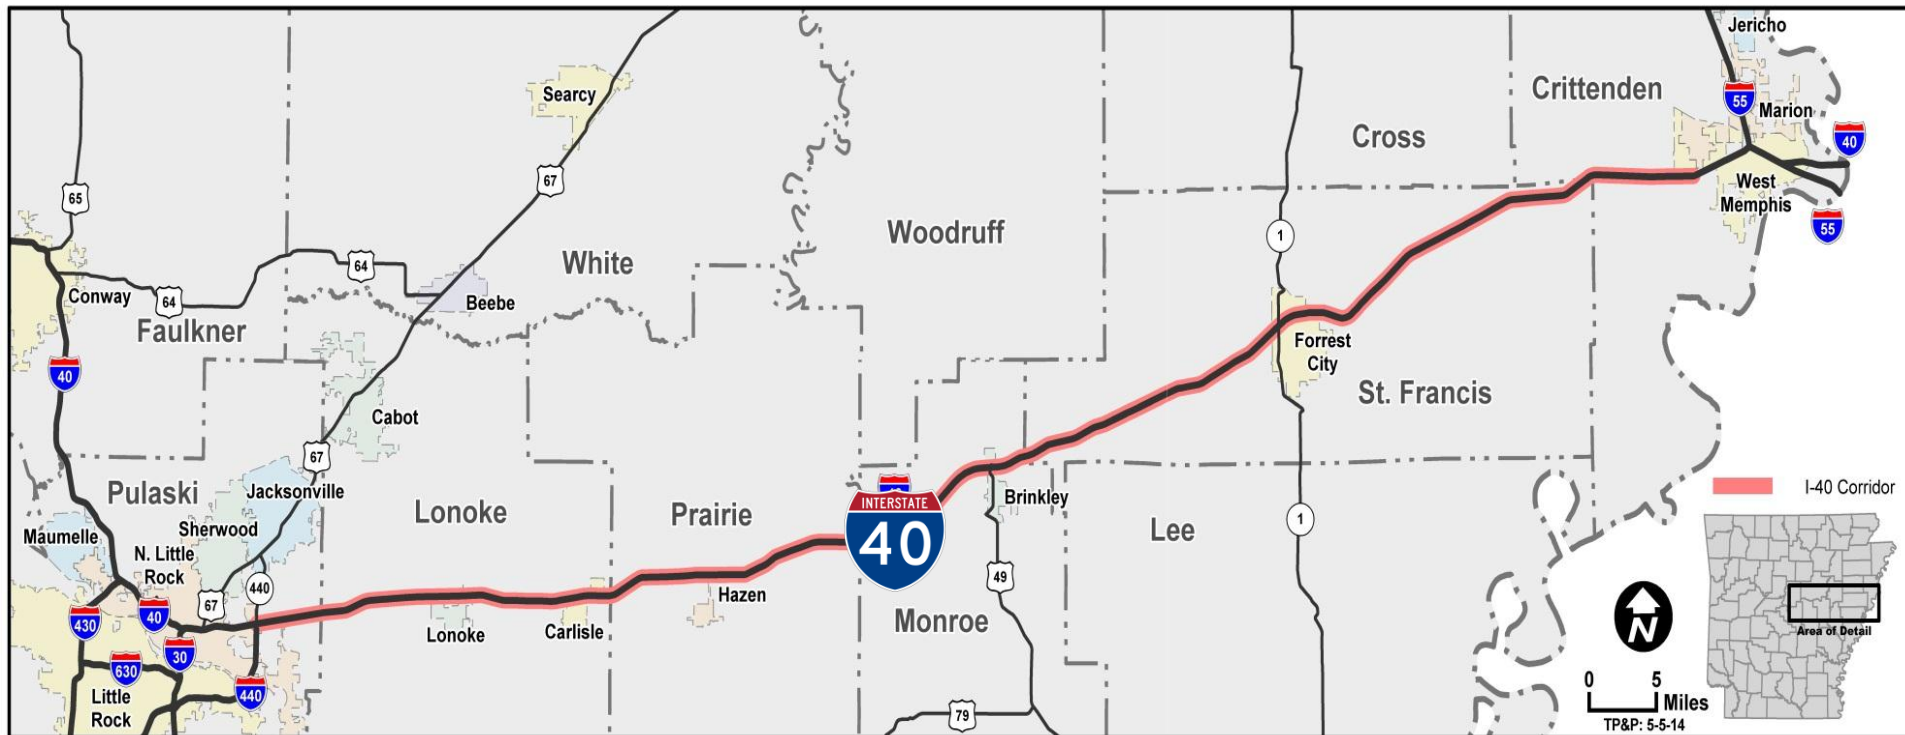 Jericho
Crittenden
55
Marion
40
Searcy
Cross
65
67
West
Memphis
55
Woodruff
1
White
64
64
Conway
Beebe
Faulkner
Forrest
City
40
St. Francis
Cabot
67
Pulaski
Jacksonville
Lonoke
Prairie
Brinkley
I-40 Corridor
INTERSTATE
40
Sherwood
Lee
1
Maumelle
N. Little
Rock
440
49
Hazen
67
40
430
Lonoke
Carlisle
Monroe
N
Area of Detail
30
630
Little
Rock
440
79
0 5
Miles
TP&P: 5-5-14